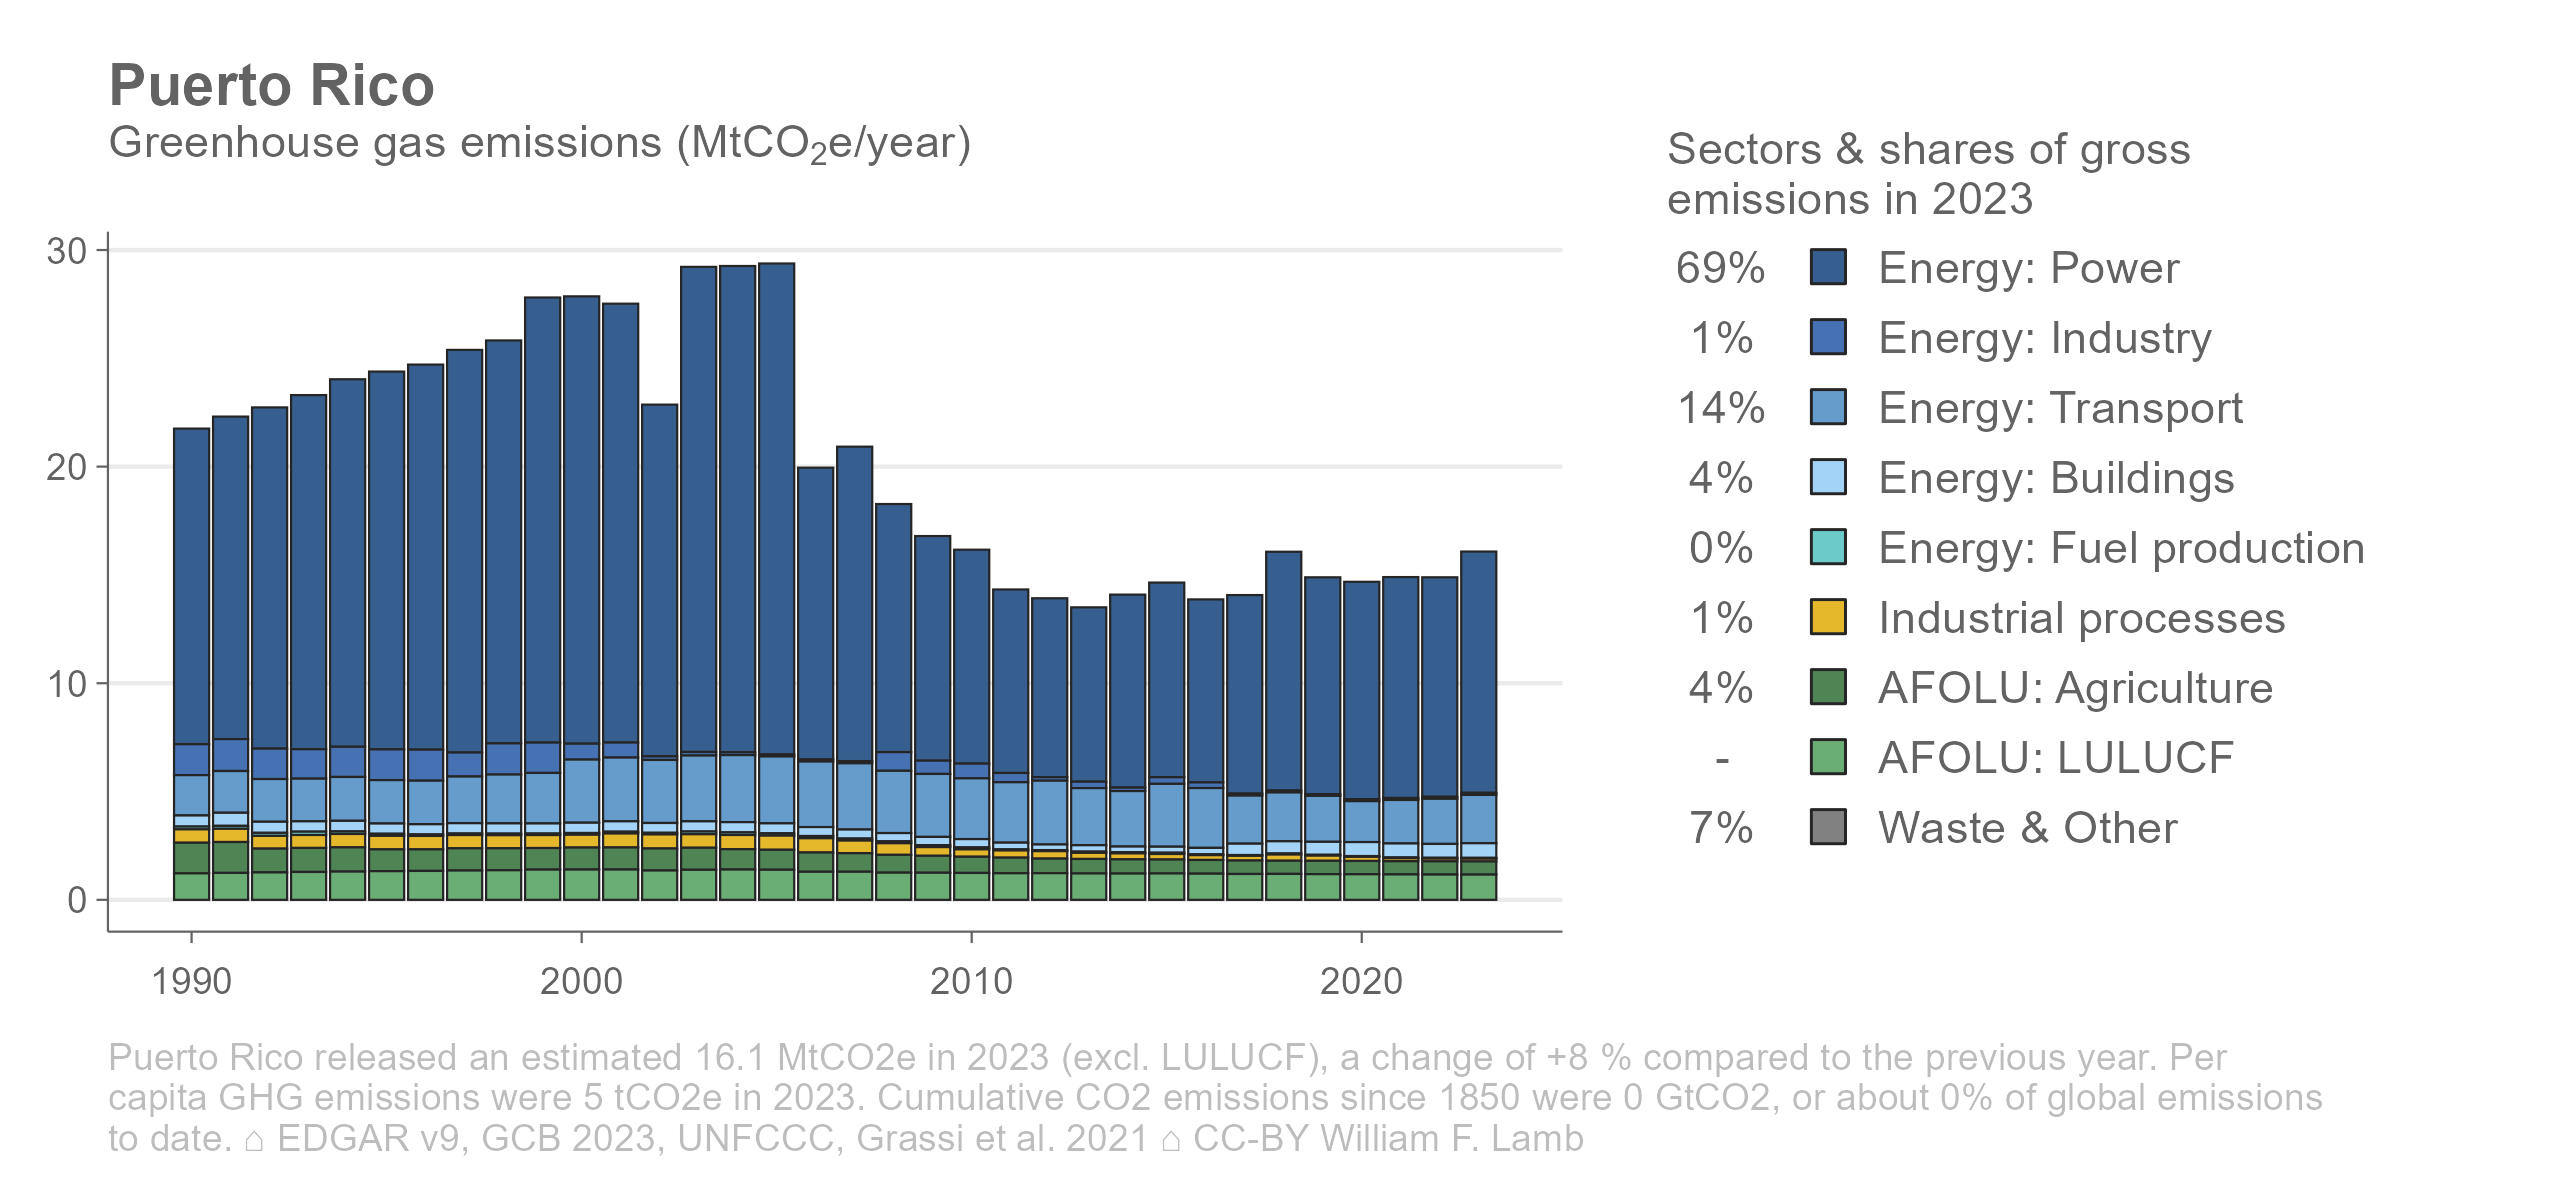 Puerto Rico
Greenhouse gas emissions (MtCO₂e/year)
30
20
10
0
1990
2000
2010
2020
Sectors & shares of gross
emissions in 2023
69% Energy: Power
1% Energy: Industry
14% Energy: Transport
4% Energy: Buildings
0% Energy: Fuel production
1% Industrial processes
4% AFOLU: Agriculture
- AFOLU: LULUCF
7% Waste & Other
Puerto Rico released an estimated 16.1 MtCO2e in 2023 (excl. LULUCF), a change of +8 % compared to the previous year. Per
capita GHG emissions were 5 tCO2e in 2023. Cumulative CO2 emissions since 1850 were 0 GtCO2, or about 0% of global emissions
to date. ⌂ EDGAR v9, GCB 2023, UNFCCC, Grassi et al. 2021 ⌂ CC-BY William F. Lamb